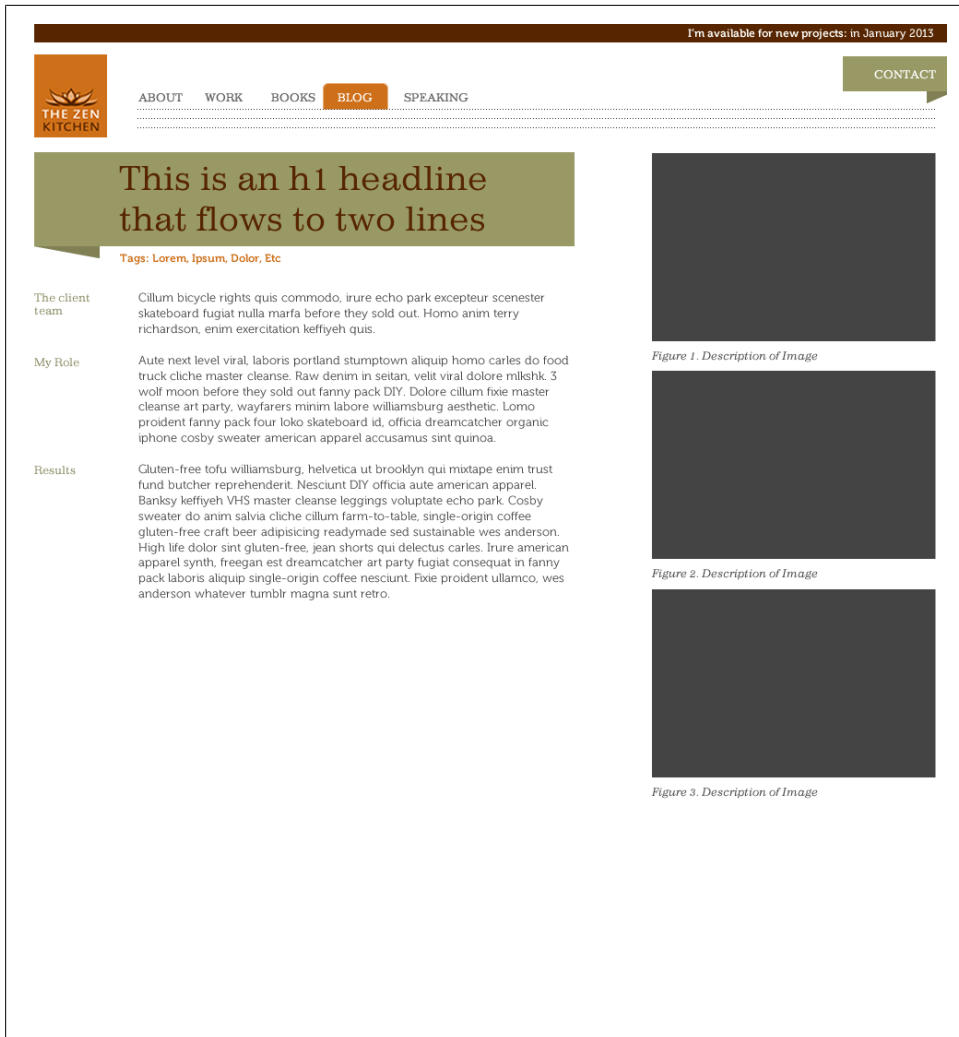 I'm available for new projects: in January 2013
CONTACT
THE ZEN
KITCHEN
ABOUT WORK BOOKS BLOG SPEAKING
This is an h1 headline
that flows to two lines
Tags: Lorem, Ipsum, Dolor, Etc
The client
team
Cillum bicycle rights quis commodo, irure echo park excepteur scenester
skateboard fugiat nulla marfa before they sold out. Homo anim terry
richardson, enim exercitation keffiyeh quis.
My Role
Aute next level viral, laboris portland stumptown aliquip homo carles do food
truck cliche master cleanse. Raw denim in seitan, velit viral dolore mlkshk. 3
wolf moon before they sold out fanny pack DIY. Dolore cillum fixie master
cleanse art party, wayfarers minim labore williamsburg aesthetic. Lomo
proident fanny pack four loko skateboard id, officia dreamcatcher organic
iphone cosby sweater american apparel accusamus sint quinoa.
Results
Gluten-free tofu williamsburg, helvetica ut brooklyn qui mixtape enim trust
fund butcher reprehenderit. Nesciunt DIY officia aute american apparel.
Banksy keffiyeh VHS master cleanse leggings voluptate echo park. Cosby
sweater do anim salvia cliche cillum farm-to-table, single-origin coffee
gluten-free craft beer adipisicing readymade sed sustainable wes anderson.
High life dolor sint gluten-free, jean shorts qui delectus carles. Irure american
apparel synth, freegan est dreamcatcher art party fugiat consequat in fanny
pack laboris aliquip single-origin coffee nesciunt. Fixie proident ullamco, wes
anderson whatever tumblr magna sunt retro.
Figure 1. Description of Image
Figure 2. Description of Image
Figure 3. Description of Image